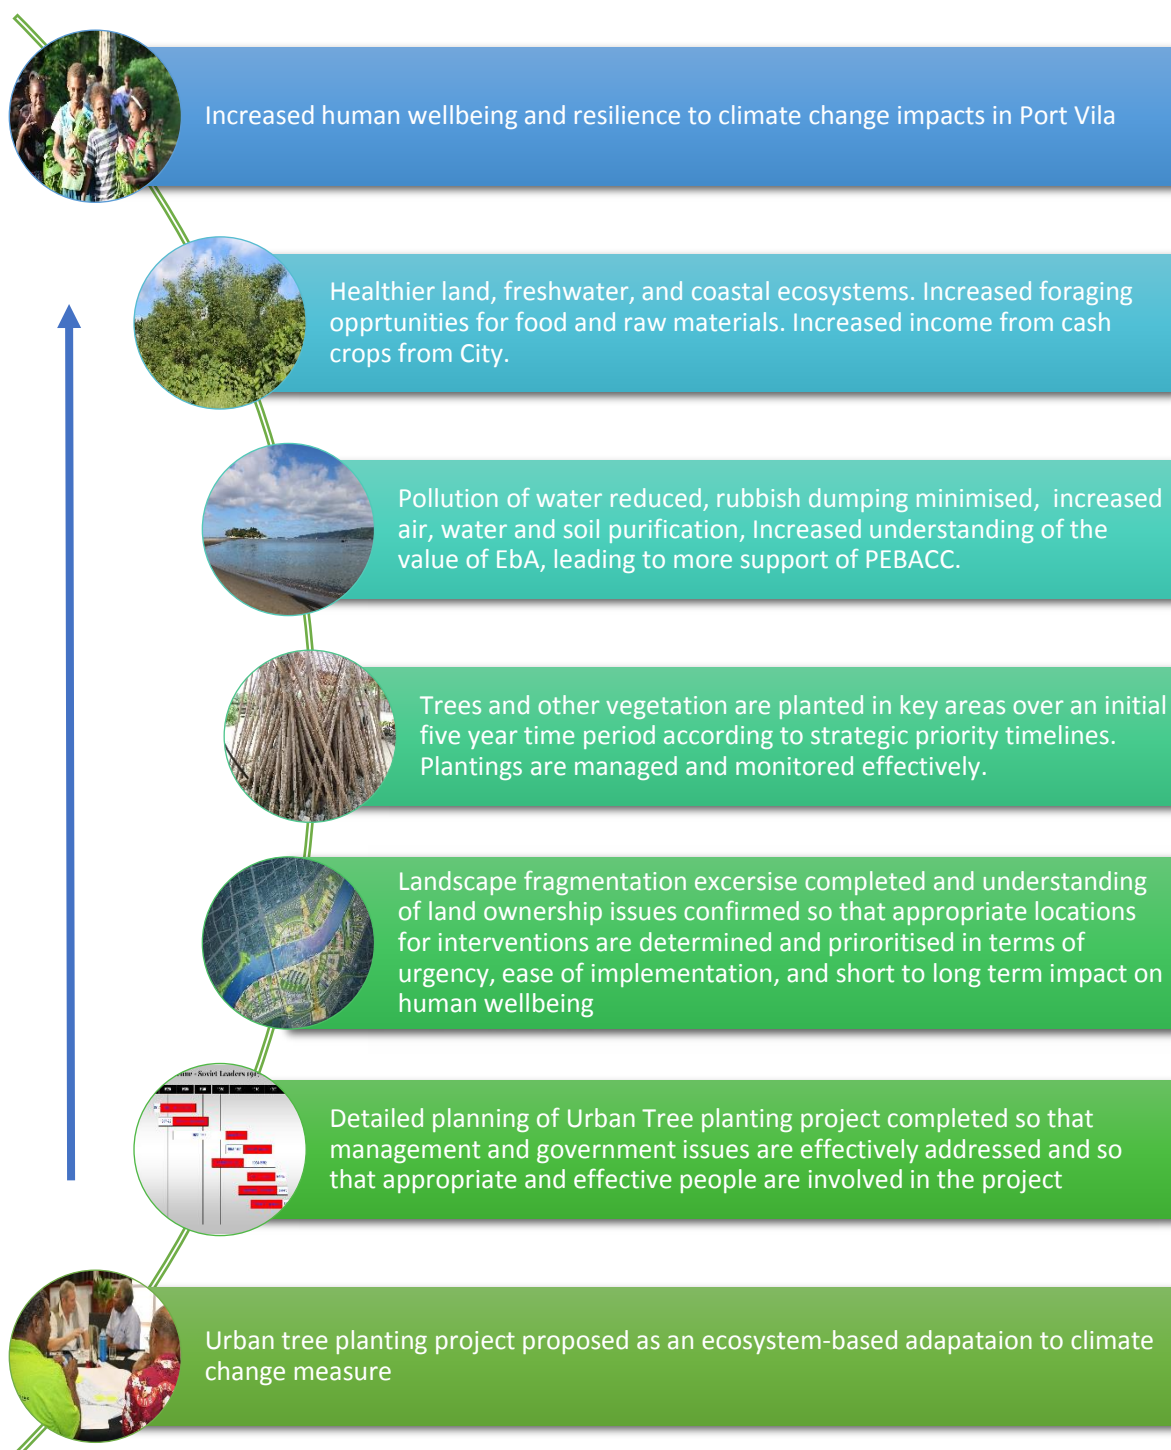 Increased human wellbeing and resilience to climate change impacts in Port Vila
Healthier land, freshwater, and coastal ecosystems. Increased foraging
opprtunities for food and raw materials. Increased income from cash
crops from City.
Pollution of water reduced, rubbish dumping minimised,  increased
air, water and soil purification, Increased understanding of the
value of EbA, leading to more support of PEBACC.
Trees and other vegetation are planted in key areas over an initial
five year time period according to strategic priority timelines.
Plantings are managed and monitored effectively.
Landscape fragmentation excersise completed and understanding
of land ownership issues confirmed so that appropriate locations
for interventions are determined and priroritised in terms of
urgency, ease of implementation, and short to long term impact on
human wellbeing
- Soviet Leaders
Detailed planning of Urban Tree planting project completed so that
management and government issues are effectively addressed and so
that appropriate and effective people are involved in the project
Urban tree planting project proposed as an ecosystem-based adapataion to climate
change measure